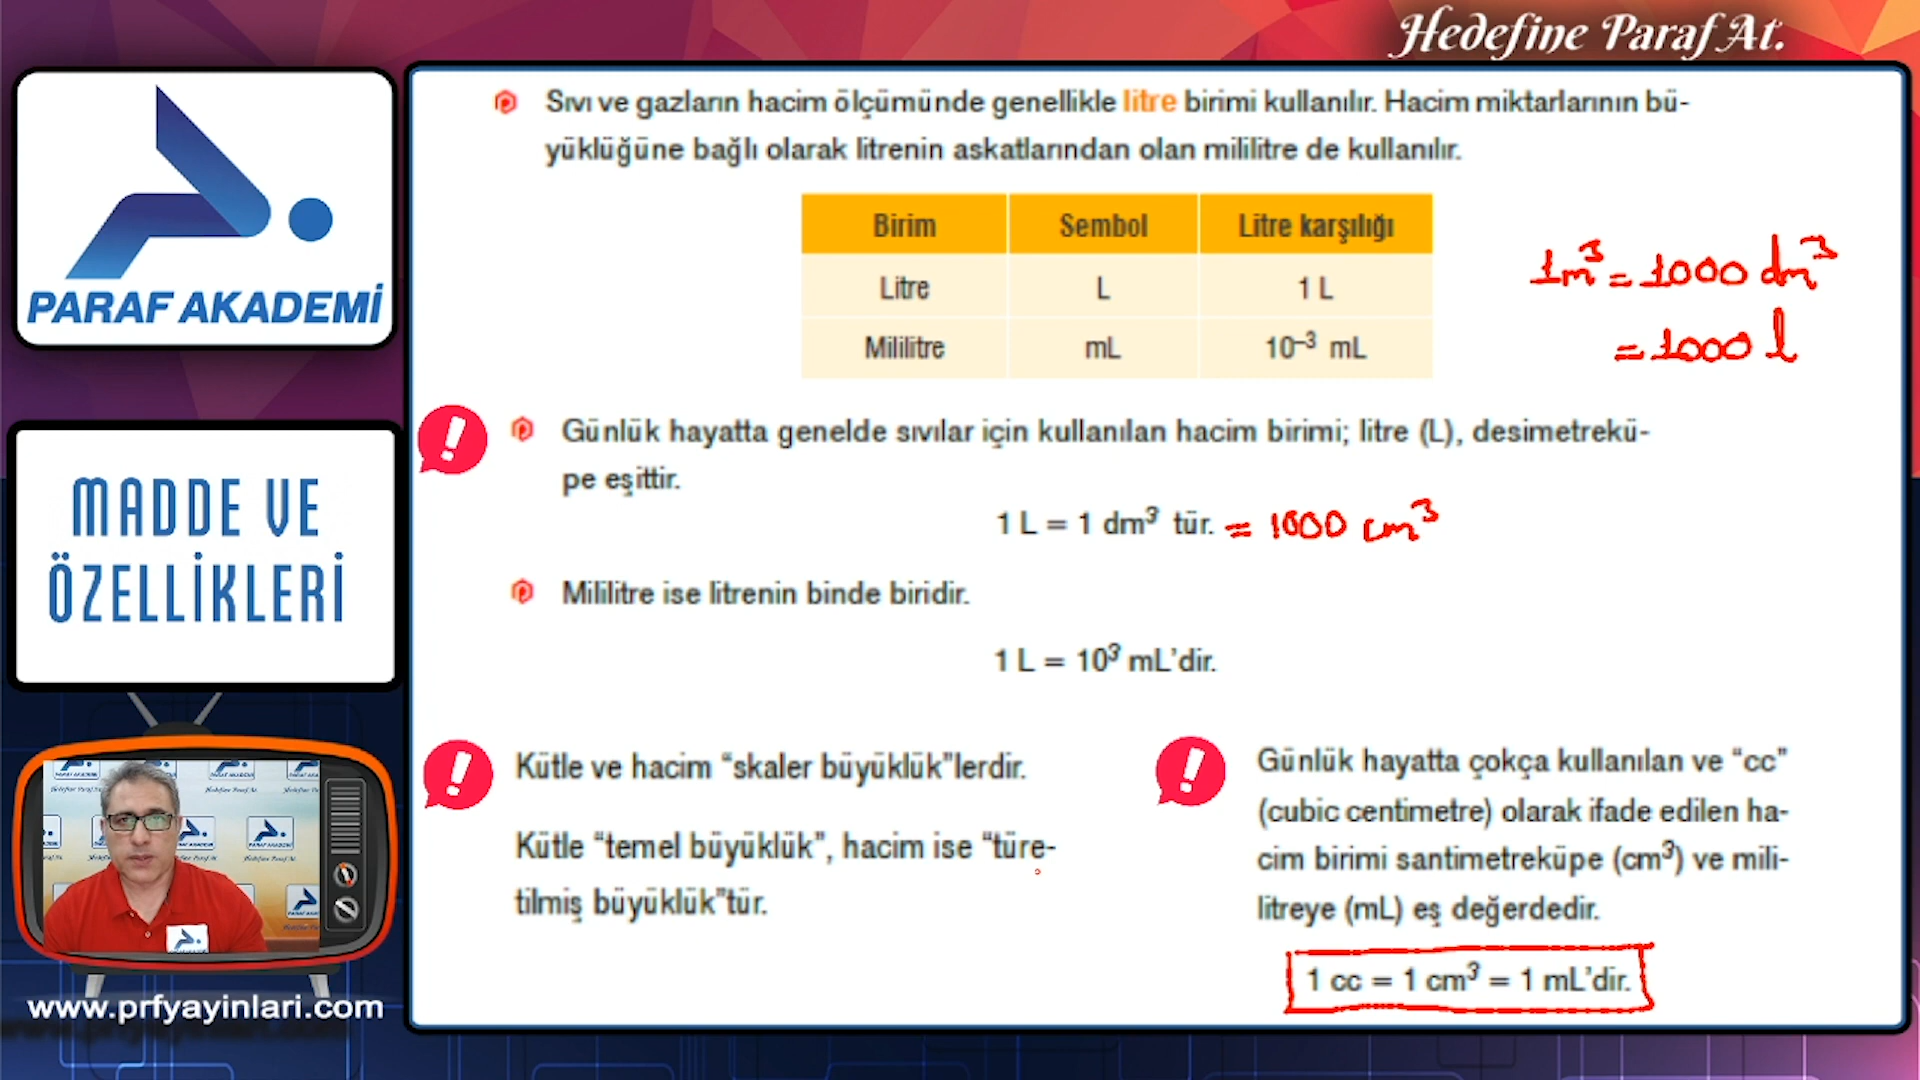 Hedefine Paraf At.
PARAF AKADEMİ
MADDE VE
ÖZELLİKLERİ
www.prfyayinlari.com
Sıvı ve gazların hacim ölçümünde genellikle litre birimi kullanılır. Hacim miktarlarının bü-
yüklüğüne bağlı olarak litrenin askatlarından olan mililitre de kullanılır.
Birim Sembol Litre karşılığı
Litre L 1 L
Mililitre mL 10⁻³ mL
1m³ = 1000 dm³
= 1000 l
Günlük hayatta genelde sıvılar için kullanılan hacim birimi; litre (L), desimetrekü-
pe eşittir.
1 L = 1 dm³ tür. = 1000 cm³
Mililitre ise litrenin binde biridir.
1 L = 10³ mL'dir.
Kütle ve hacim “skaler büyüklük”lerdir.
Kütle “temel büyüklük”, hacim ise “türe-
tilmiş büyüklük”tür.
Günlük hayatta çokça kullanılan ve “cc”
(cubic centimetre) olarak ifade edilen ha-
cim birimi santimetreküpe (cm³) ve mili-
litreye (mL) eş değerdedir.
1 cc = 1 cm³ = 1 mL'dir.